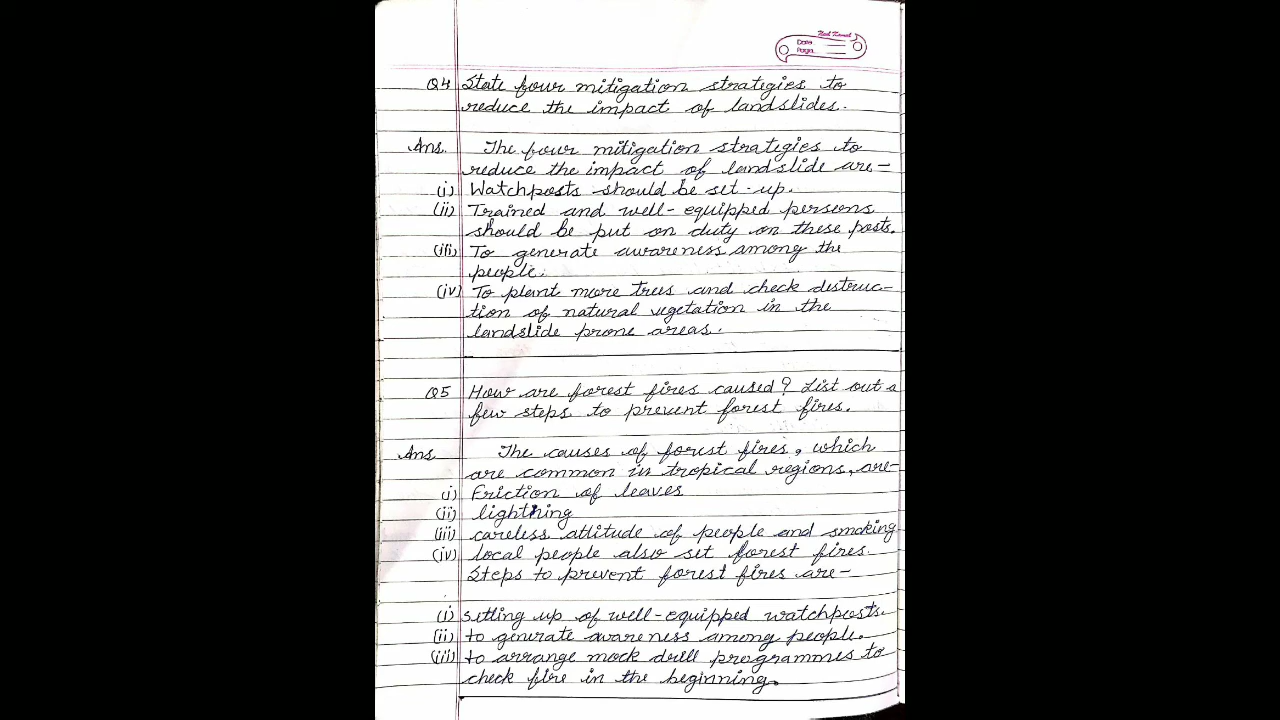 Neel Kamal
Date
Page
Q4 State four mitigation strategies to
reduce the impact of landslides.
Ans. The four mitigation strategies to
reduce the impact of landslide are-
(i) Watchposts should be set-up.
(ii) Trained and well-equipped persons
should be put on duty on these posts.
(iii) To generate awareness among the
people.
(iv) To plant more trees and check destruc-
tion of natural vegetation in the
landslide prone areas.
Q5 How are forest fires caused? List out a
few steps to prevent forest fires.
Ans The causes of forest fires, which
are common in tropical regions, are-
(i) Friction of leaves
(ii) lightning
(iii) careless attitude of people and smoking
(iv) local people also set forest fires.
Steps to prevent forest fires are-
(i) setting up of well-equipped watchposts.
(ii) to generate awareness among people.
(iii) to arrange mock drill programmes to
check fire in the beginning.